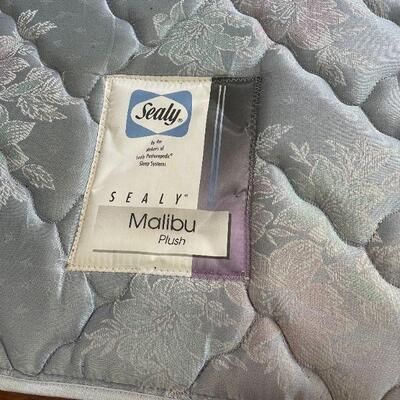 Sealy®
by the
Makers of
Sealy Posturepedic®
Sleep Systems
SEALY®
Malibu
Plush